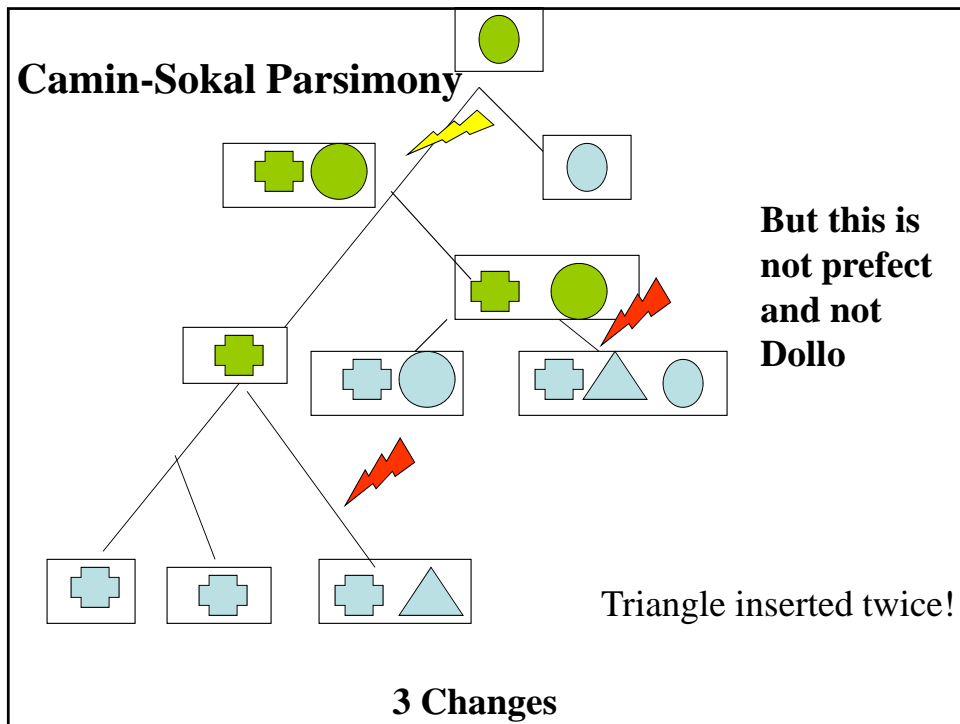 Camin-Sokal Parsimony
But this is
not prefect
and not
Dollo
Triangle inserted twice!
3 Changes